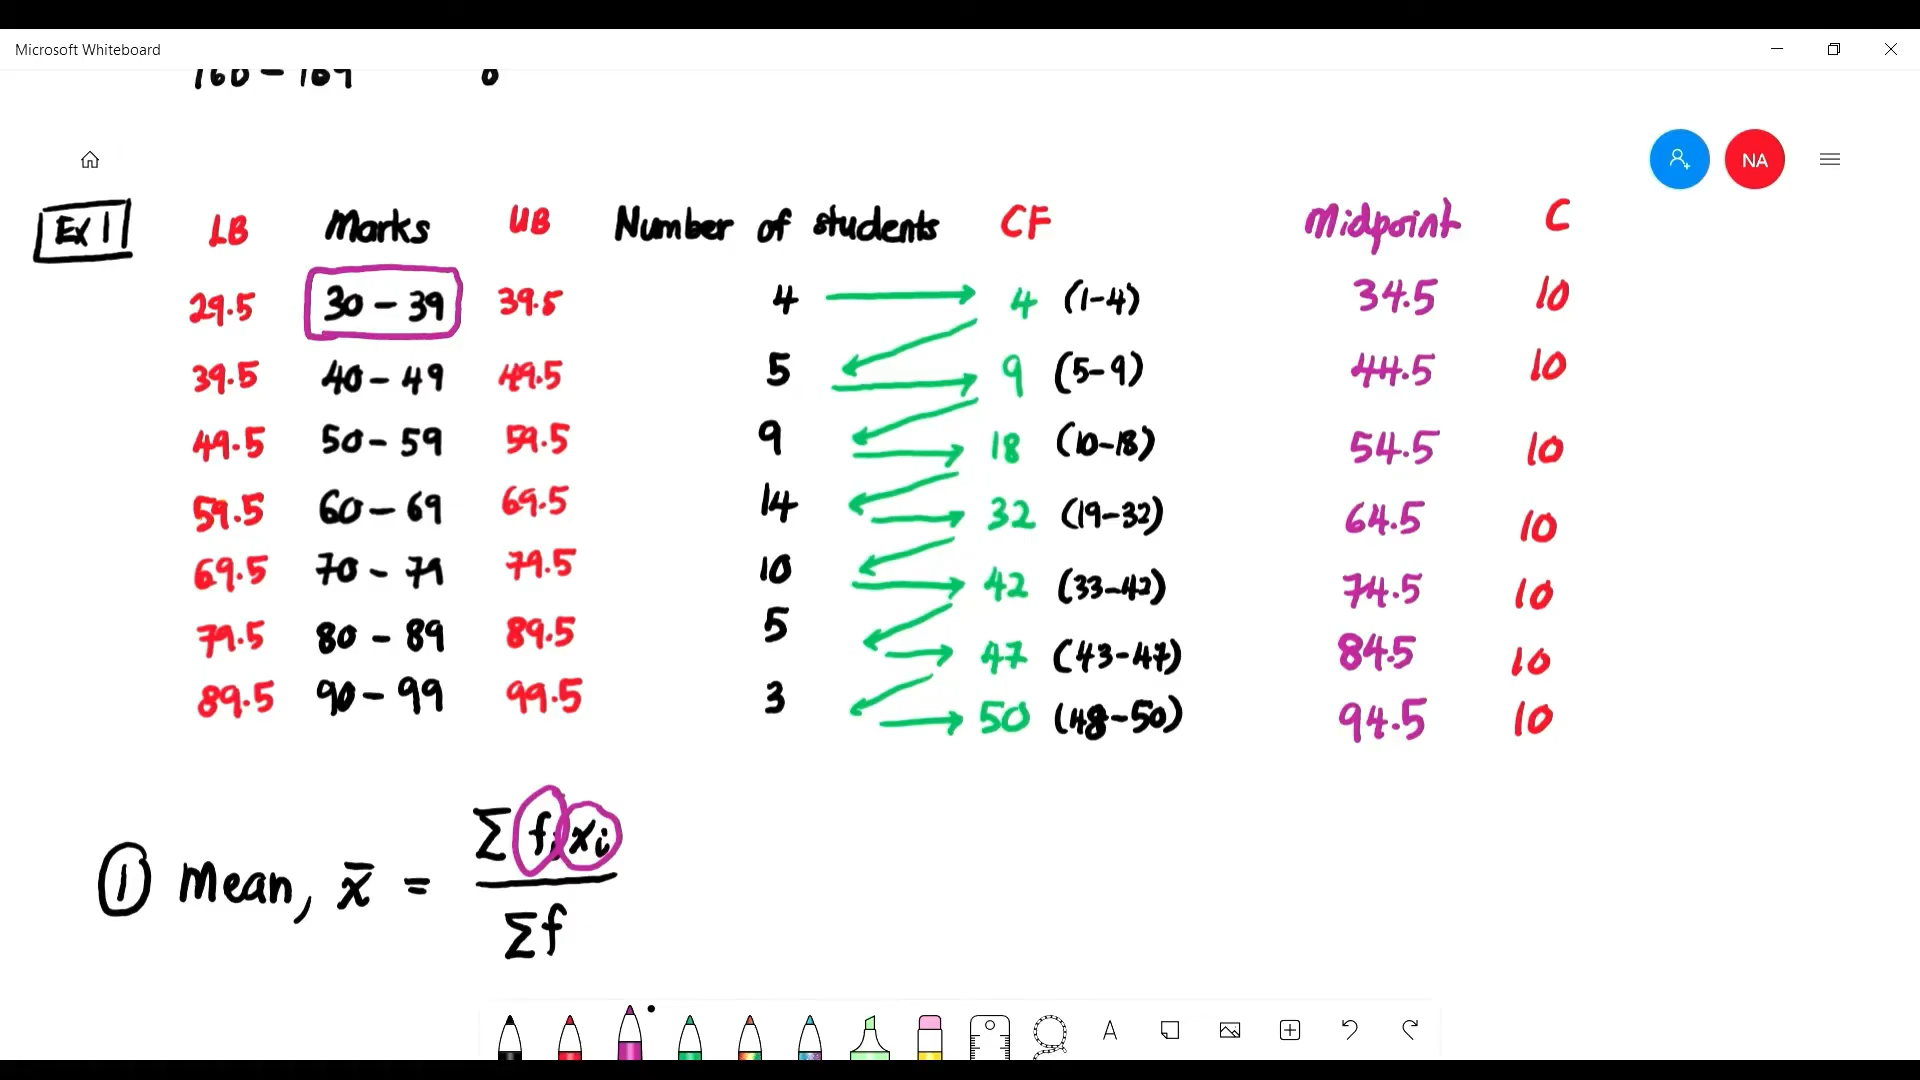 Microsoft Whiteboard
160 - 169 8
NA
Ex 1 LB Marks UB Number of students CF Midpoint C
29.5 30 - 39 39.5 4 4 (1-4) 34.5 10
39.5 40 - 49 49.5 5 9 (5-9) 44.5 10
49.5 50 - 59 59.5 9 18 (10-18) 54.5 10
59.5 60 - 69 69.5 14 32 (19-32) 64.5 10
69.5 70 - 79 79.5 10 42 (33-42) 74.5 10
79.5 80 - 89 89.5 5 47 (43-47) 84.5 10
89.5 90 - 99 99.5 3 50 (48-50) 94.5 10
① Mean, x̄ = Σ fᵢ xᵢ
Σf